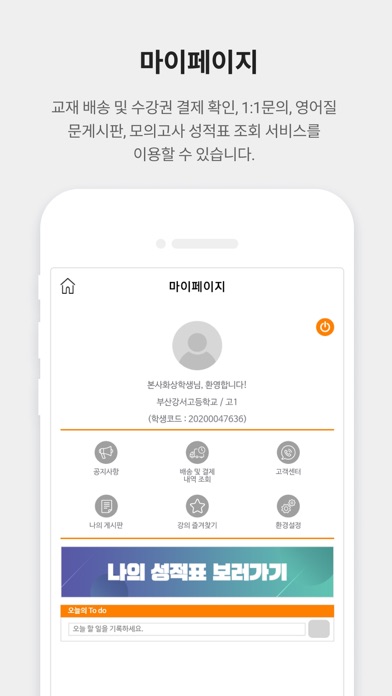 마이페이지
교재 배송 및 수강권 결제 확인, 1:1문의, 영어질
문게시판, 모의고사 성적표 조회 서비스를
이용할 수 있습니다.
마이페이지
본사화상학생님, 환영합니다!
부산강서고등학교 / 고1
(학생코드 : 20200047636)
공지사항
배송 및 결제
내역 조회
고객센터
나의 게시판
강의 즐겨찾기
환경설정
나의 성적표 보러가기
오늘의 To do
오늘 할 일을 기록하세요.